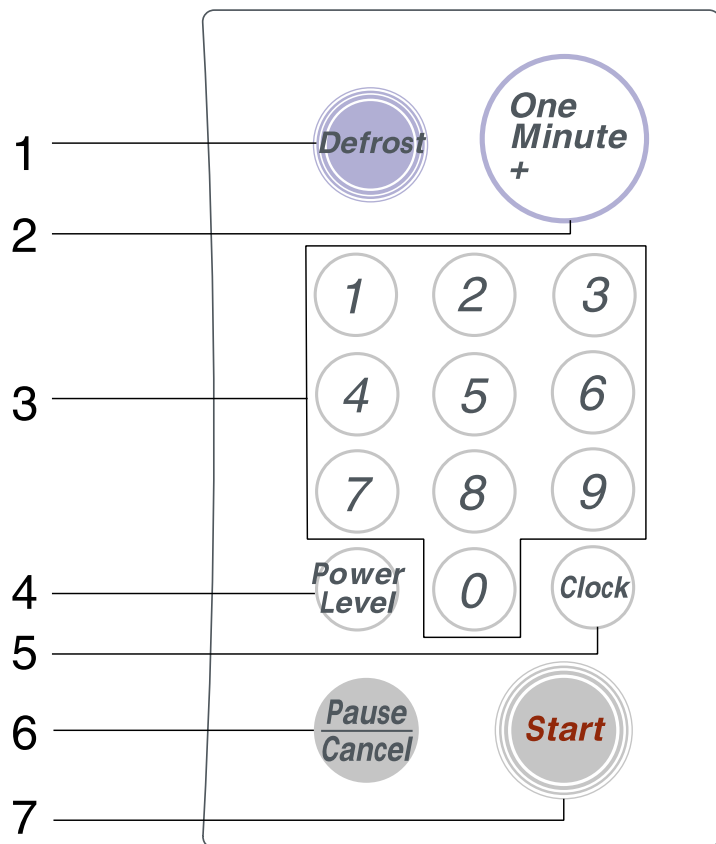 1
Defrost
One
Minute
+
2
1 2 3
3
4 5 6
7 8 9
4
Power
Level
0
Clock
5
6
Pause
Cancel
Start
7